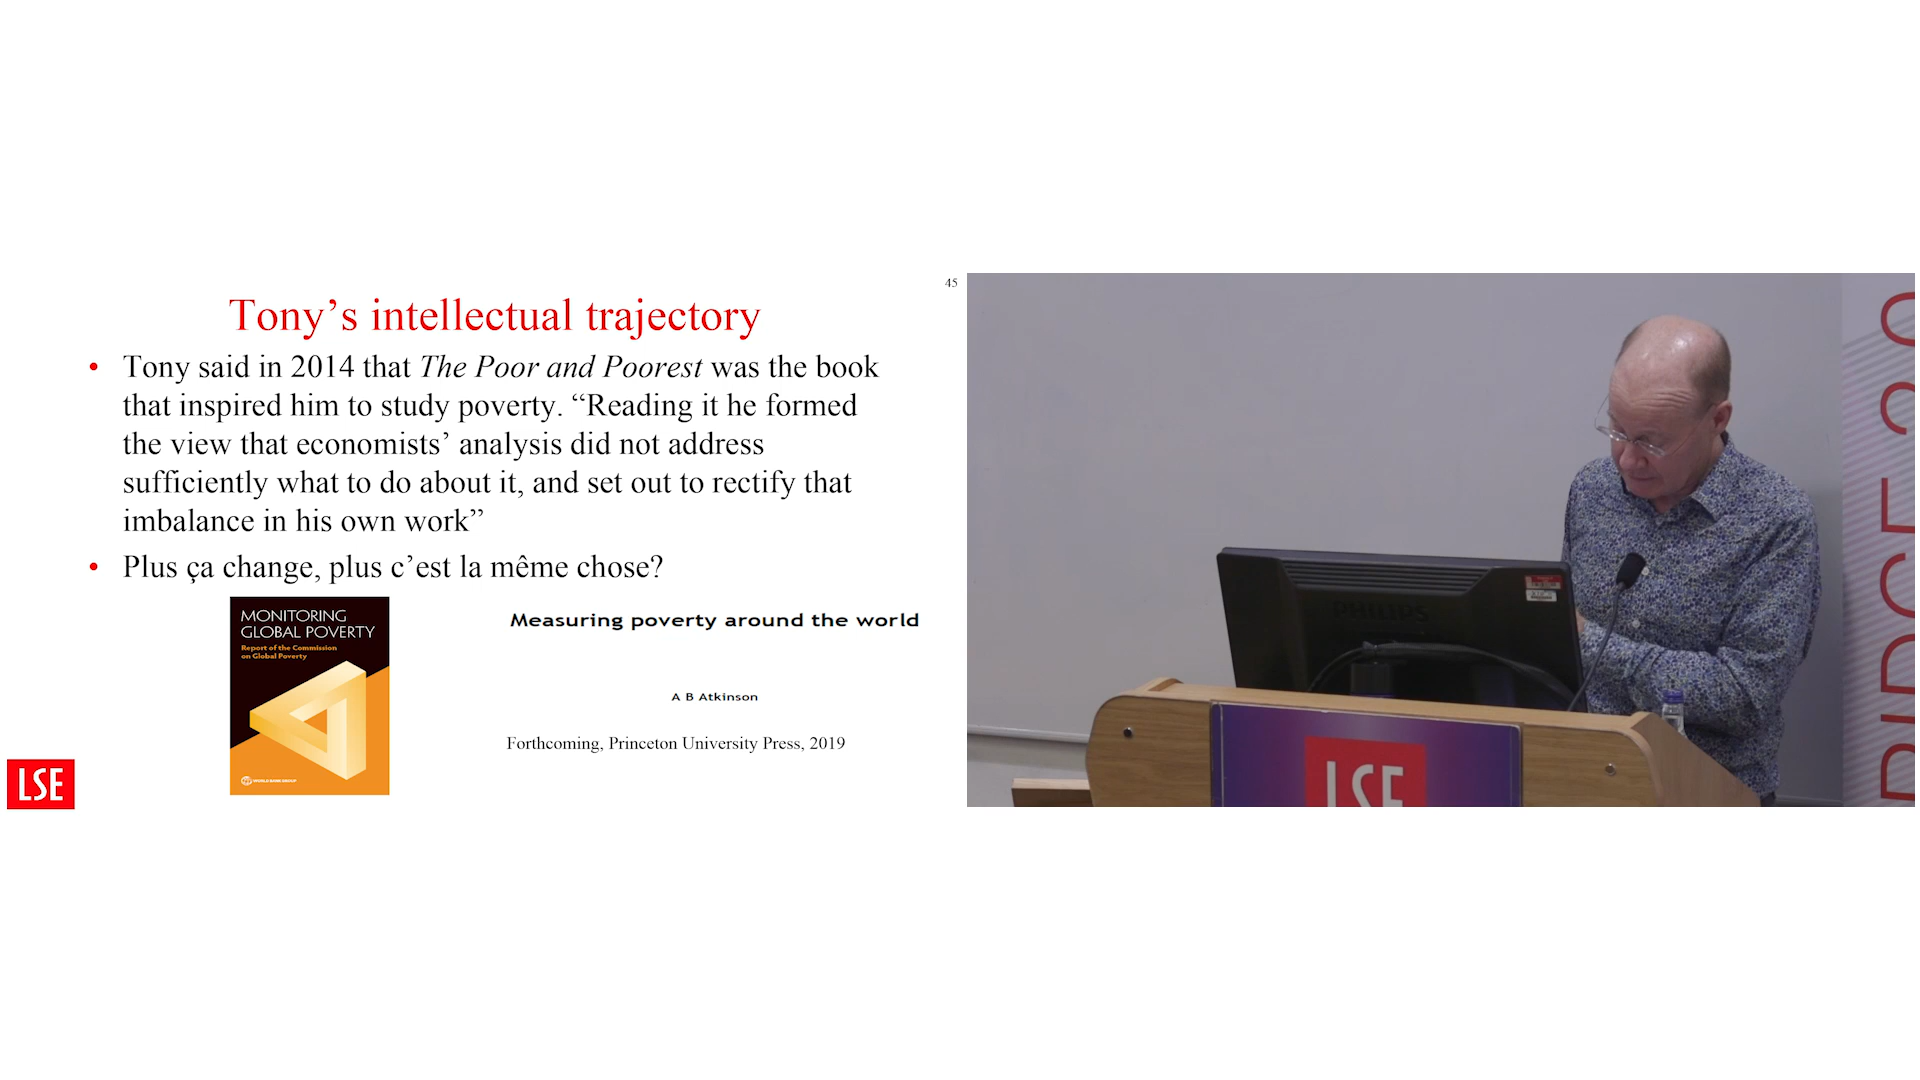 45
Tony’s intellectual trajectory
• Tony said in 2014 that The Poor and Poorest was the book
that inspired him to study poverty. “Reading it he formed
the view that economists’ analysis did not address
sufficiently what to do about it, and set out to rectify that
imbalance in his own work”
• Plus ça change, plus c’est la même chose?
MONITORING
GLOBAL POVERTY
Report of the Commission
on Global Poverty
WORLD BANK GROUP
Measuring poverty around the world
A B Atkinson
Forthcoming, Princeton University Press, 2019
LSE
PHILIPS
LSE